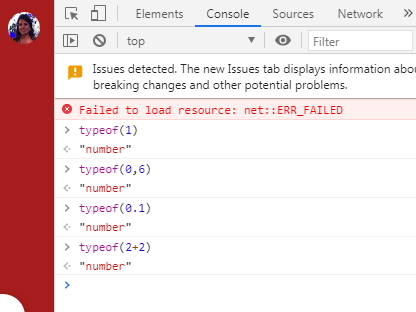 Elements Console Sources Network »
top ▼ Filter
Issues detected. The new Issues tab displays information abou
breaking changes and other potential problems.
Failed to load resource: net::ERR_FAILED
> typeof(1)
<· "number"
> typeof(0,6)
<· "number"
> typeof(0.1)
<· "number"
> typeof(2+2)
<· "number"
>